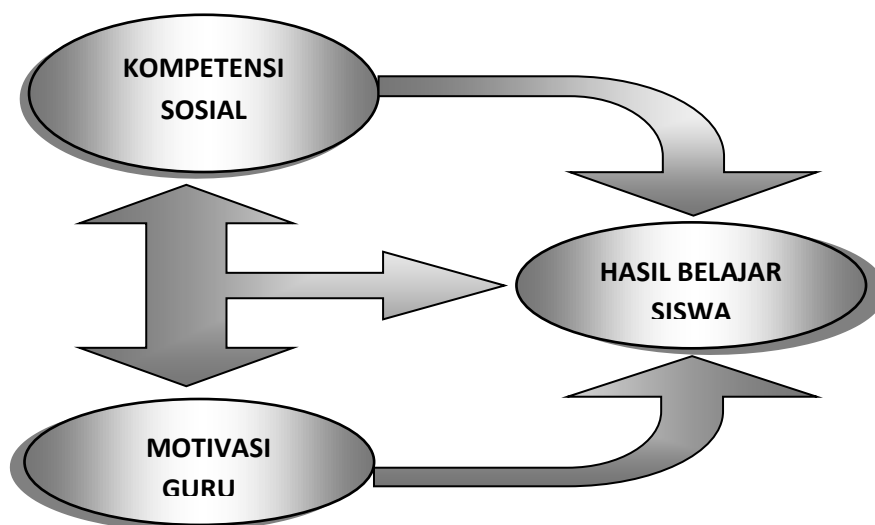 KOMPETENSI
SOSIAL
HASIL BELAJAR
SISWA
MOTIVASI
GURU